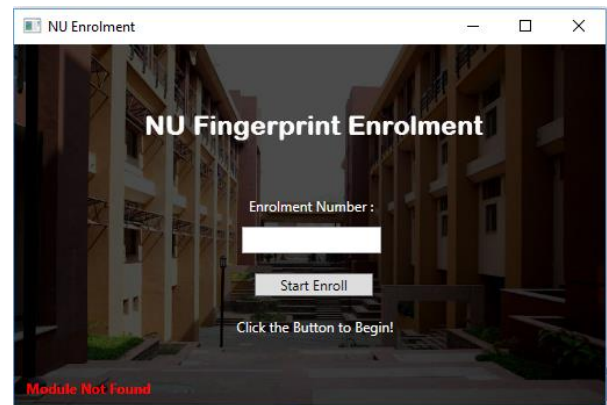 NU Enrolment
NU Fingerprint Enrolment
Enrolment Number :
Start Enroll
Click the Button to Begin!
Module Not Found